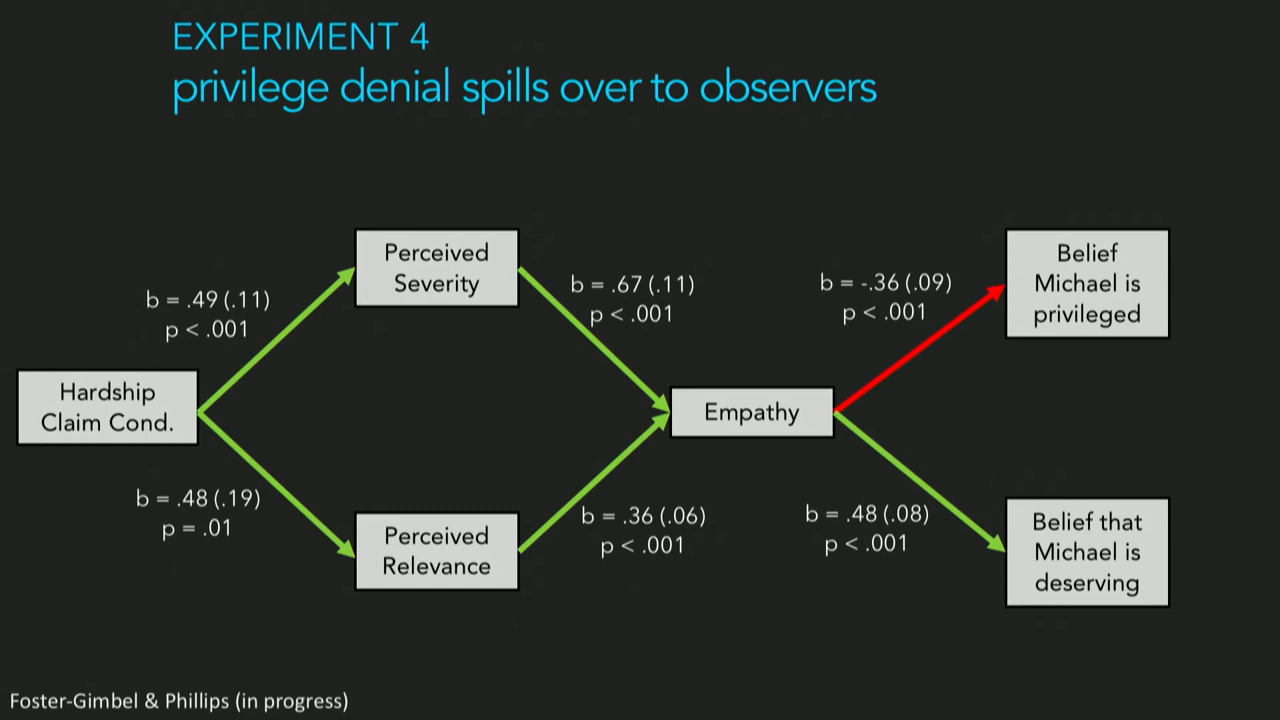 EXPERIMENT 4
privilege denial spills over to observers
Perceived
Severity
Belief
Michael is
privileged
b = .49 (.11)
p < .001
b = .67 (.11)
p < .001
b = -.36 (.09)
p < .001
Hardship
Claim Cond.
Empathy
b = .48 (.19)
p = .01
Perceived
Relevance
b = .36 (.06)
p < .001
b = .48 (.08)
p < .001
Belief that
Michael is
deserving
Foster-Gimbel & Phillips (in progress)